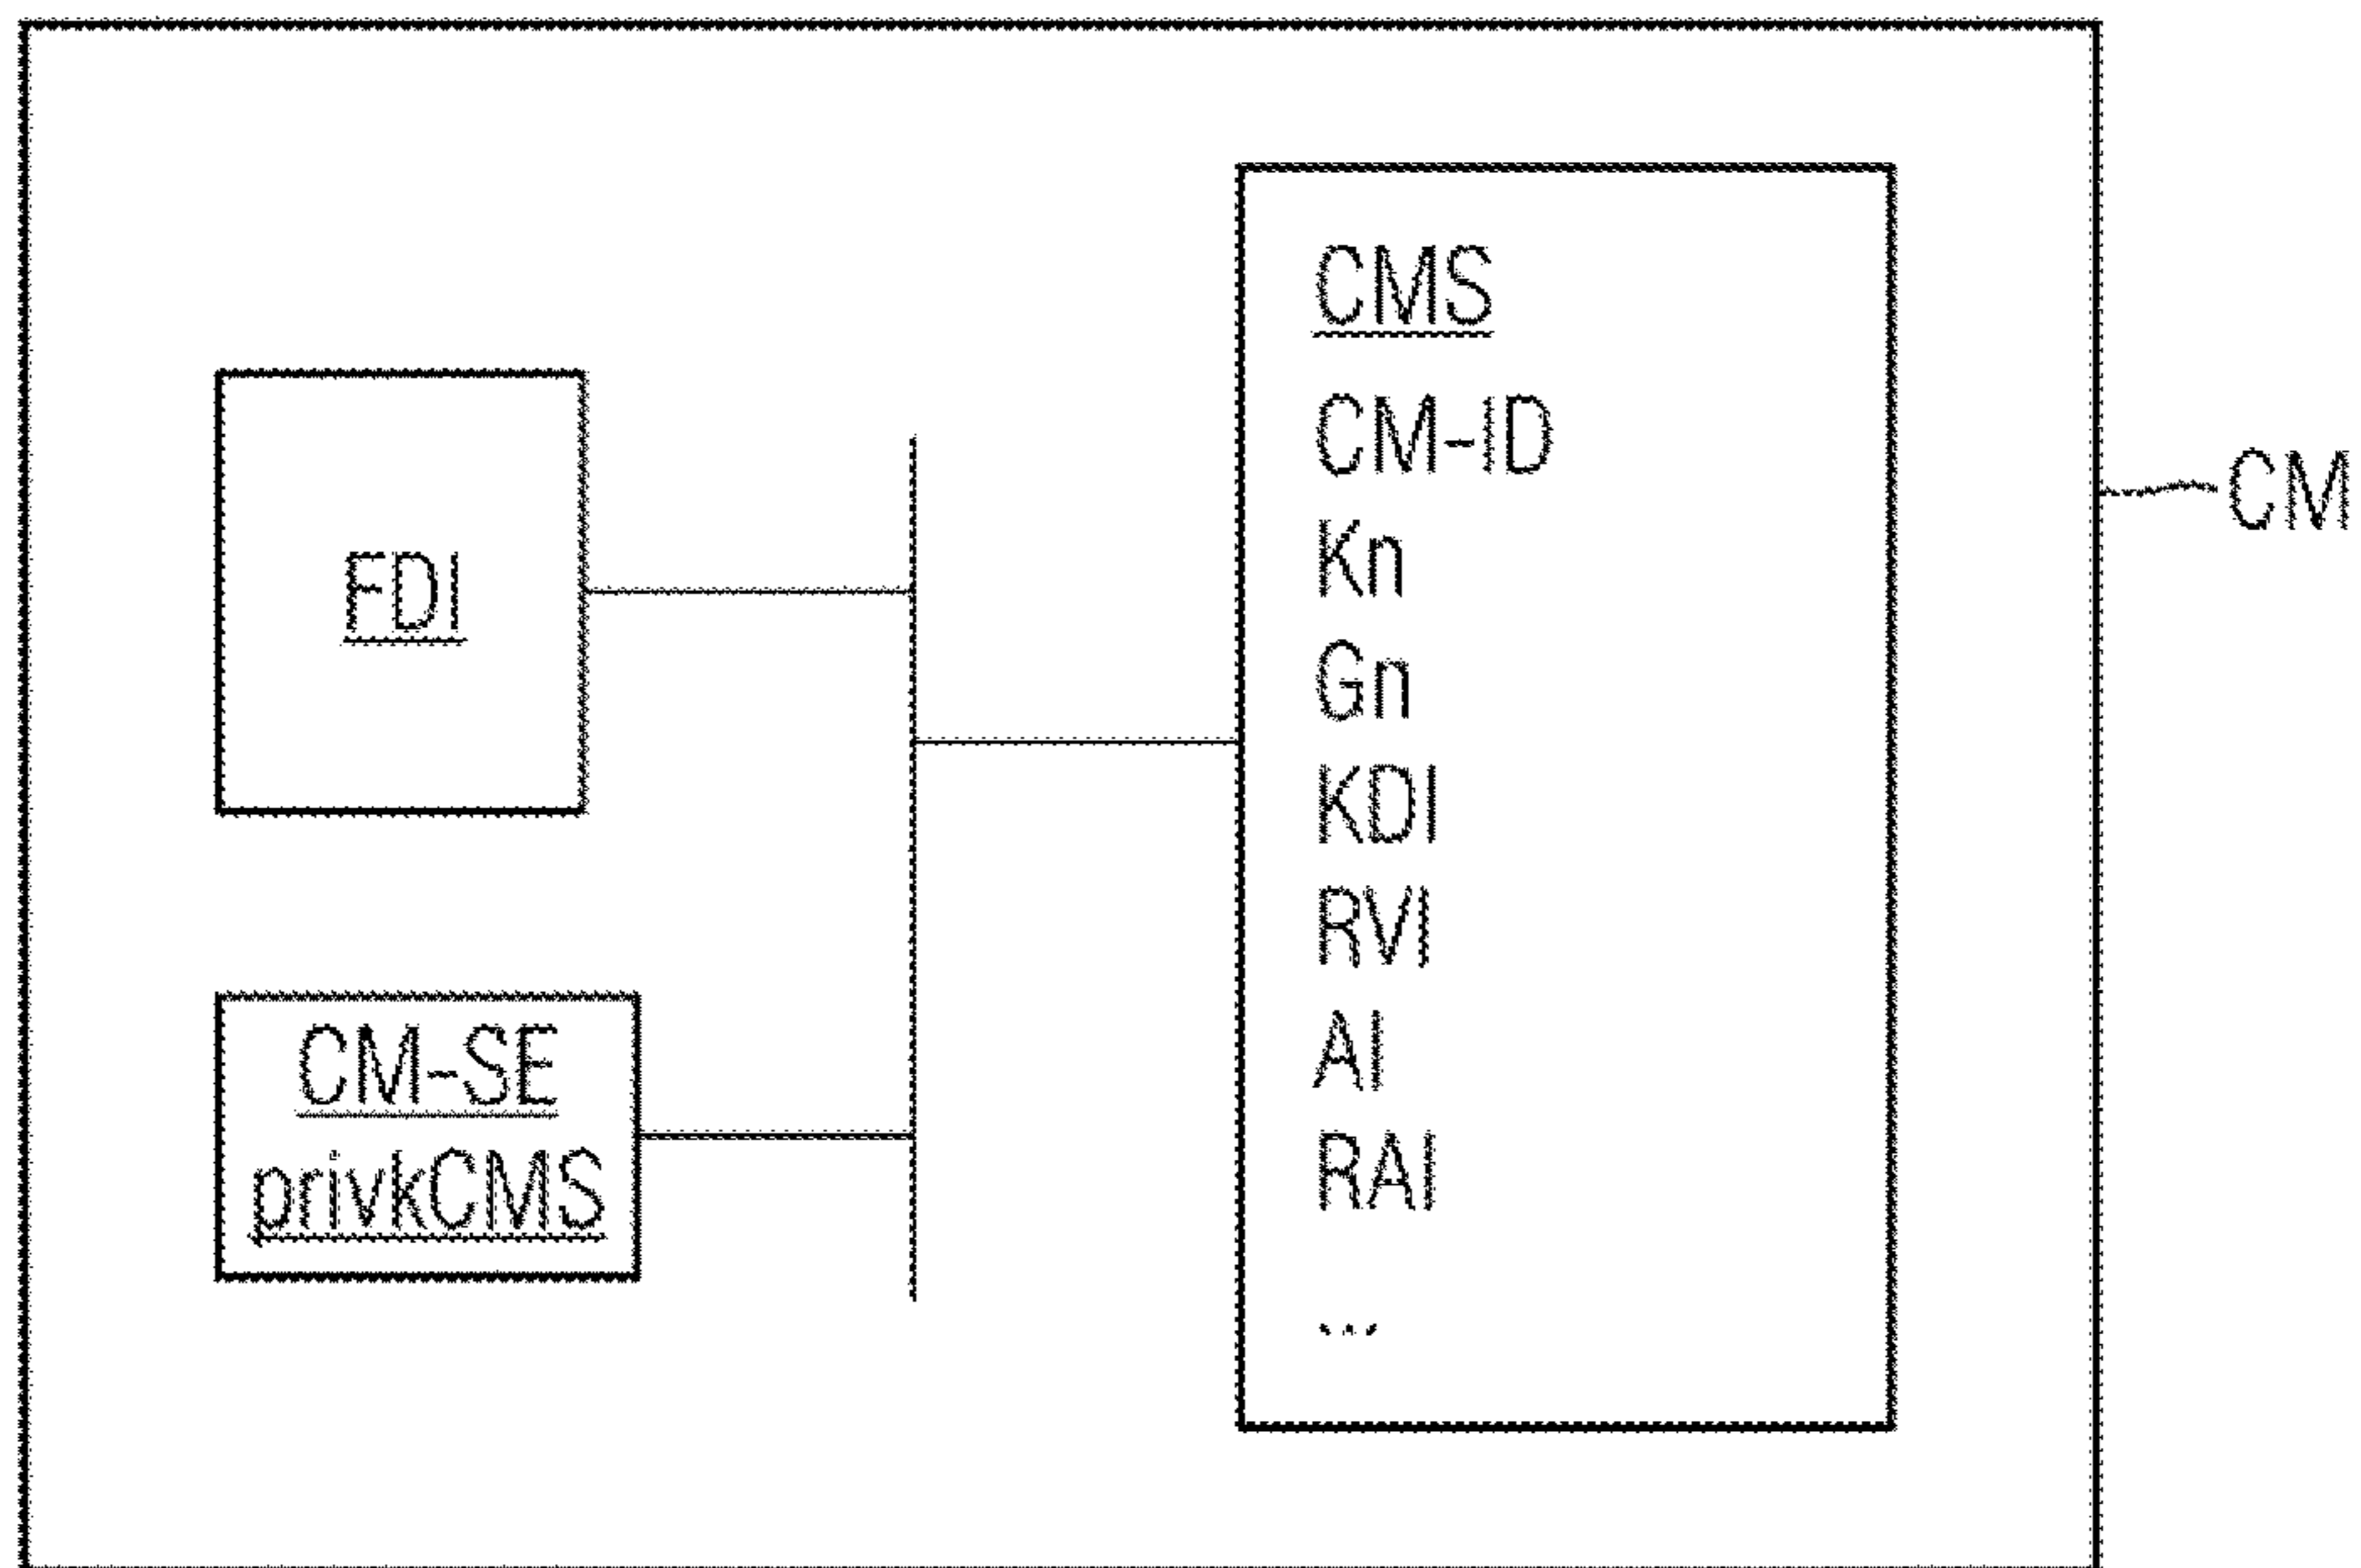 FDI
CM-SE
privkCMS
CMS
CM-ID
Kn
Gn
KDI
RVI
AI
RAI
...
CM